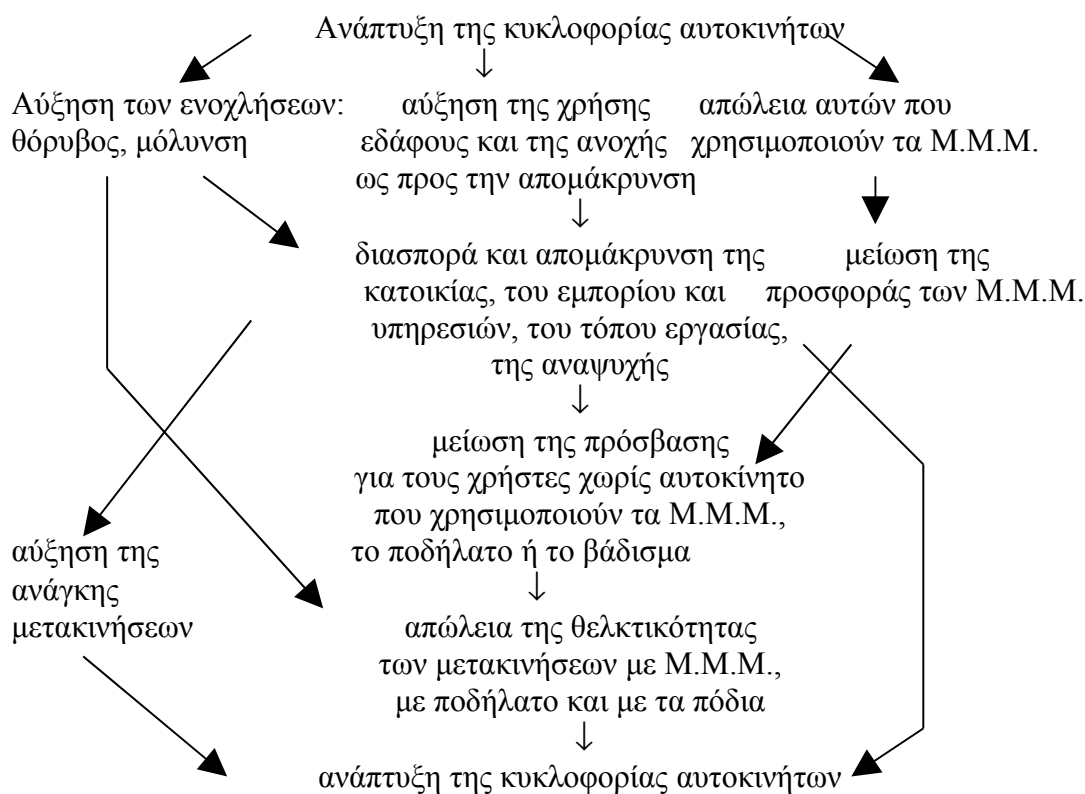 Ανάπτυξη της κυκλοφορίας αυτοκινήτων
Αύξηση των ενοχλήσεων:
θόρυβος, μόλυνση
αύξηση της χρήσης
εδάφους και της ανοχής
ως προς την απομάκρυνση
απώλεια αυτών που
χρησιμοποιούν τα Μ.Μ.Μ.
διασπορά και απομάκρυνση της
κατοικίας, του εμπορίου και
υπηρεσιών, του τόπου εργασίας,
της αναψυχής
μείωση της
προσφοράς των Μ.Μ.Μ.
μείωση της πρόσβασης
για τους χρήστες χωρίς αυτοκίνητο
που χρησιμοποιούν τα Μ.Μ.Μ.,
το ποδήλατο ή το βάδισμα
αύξηση της
ανάγκης
μετακινήσεων
απώλεια της θελκτικότητας
των μετακινήσεων με Μ.Μ.Μ.,
με ποδήλατο και με τα πόδια
ανάπτυξη της κυκλοφορίας αυτοκινήτων